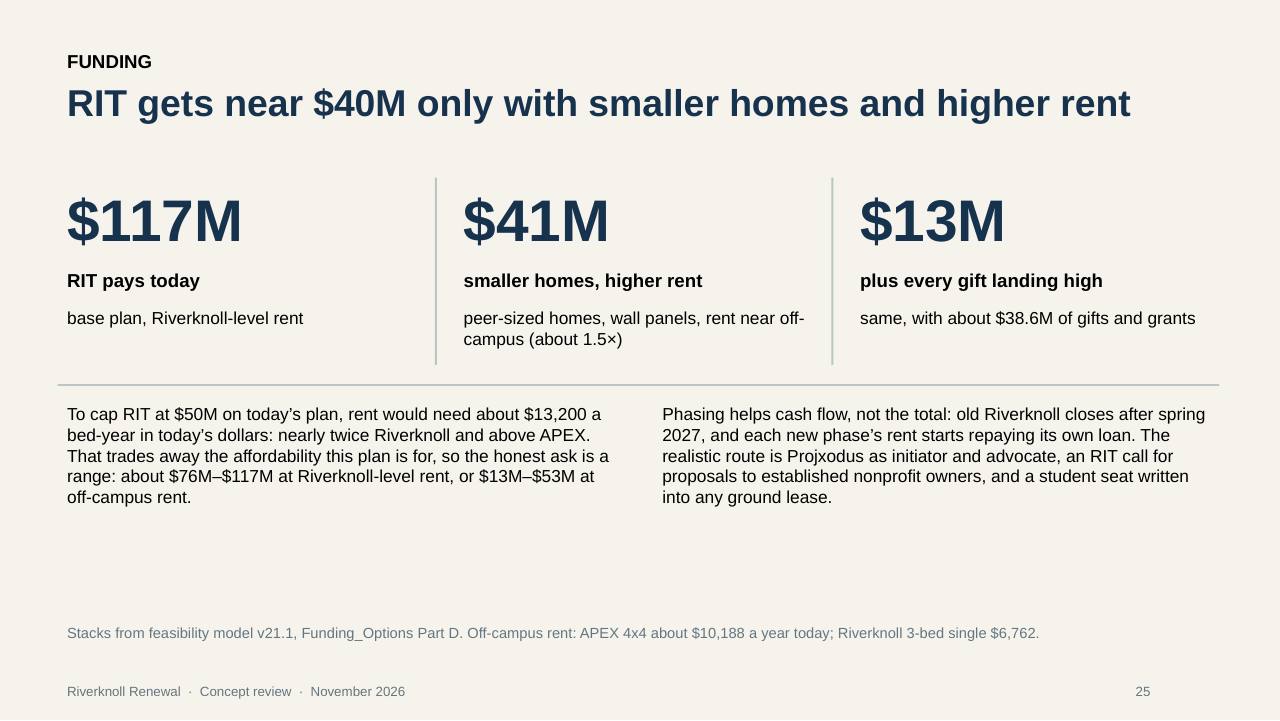 FUNDING
RIT gets near $40M only with smaller homes and higher rent
$117M
RIT pays today
base plan, Riverknoll-level rent
$41M
smaller homes, higher rent
peer-sized homes, wall panels, rent near off-
campus (about 1.5×)
$13M
plus every gift landing high
same, with about $38.6M of gifts and grants
To cap RIT at $50M on today’s plan, rent would need about $13,200 a
bed-year in today’s dollars: nearly twice Riverknoll and above APEX.
That trades away the affordability this plan is for, so the honest ask is a
range: about $76M–$117M at Riverknoll-level rent, or $13M–$53M at
off-campus rent.
Phasing helps cash flow, not the total: old Riverknoll closes after spring
2027, and each new phase’s rent starts repaying its own loan. The
realistic route is Projxodus as initiator and advocate, an RIT call for
proposals to established nonprofit owners, and a student seat written
into any ground lease.
Stacks from feasibility model v21.1, Funding_Options Part D. Off-campus rent: APEX 4x4 about $10,188 a year today; Riverknoll 3-bed single $6,762.
Riverknoll Renewal · Concept review · November 2026
25